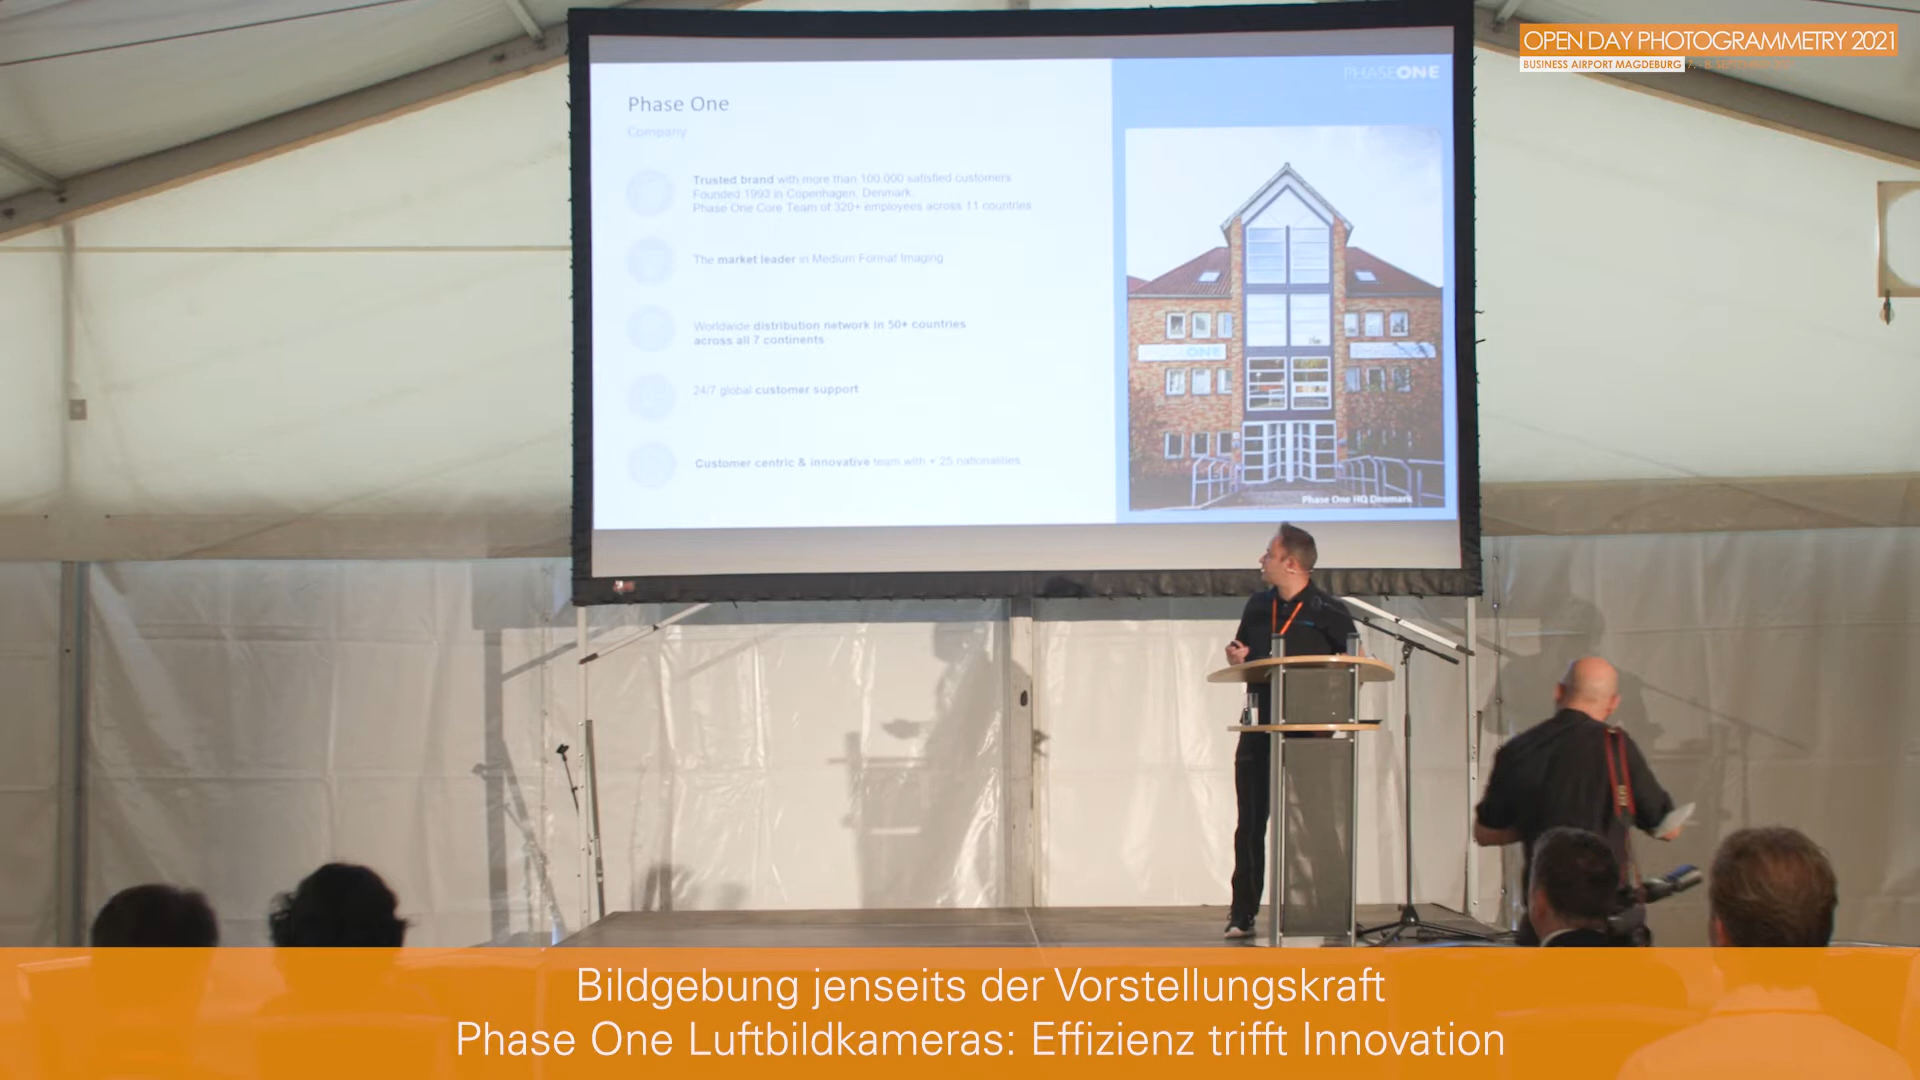 OPEN DAY PHOTOGRAMMETRY 2021
BUSINESS AIRPORT MAGDEBURG
PHASEONE
Phase One
Company
Trusted brand with more than 100.000 satisfied customers
Founded 1993 in Copenhagen, Denmark.
Phase One Core Team of 320+ employees across 11 countries
The market leader in Medium Format Imaging
Worldwide distribution network in 50+ countries
across all 7 continents
24/7 global customer support
Customer centric & innovative team with + 25 nationalities
ONE
Phase One HQ Denmark
Bildgebung jenseits der Vorstellungskraft
Phase One Luftbildkameras: Effizienz trifft Innovation